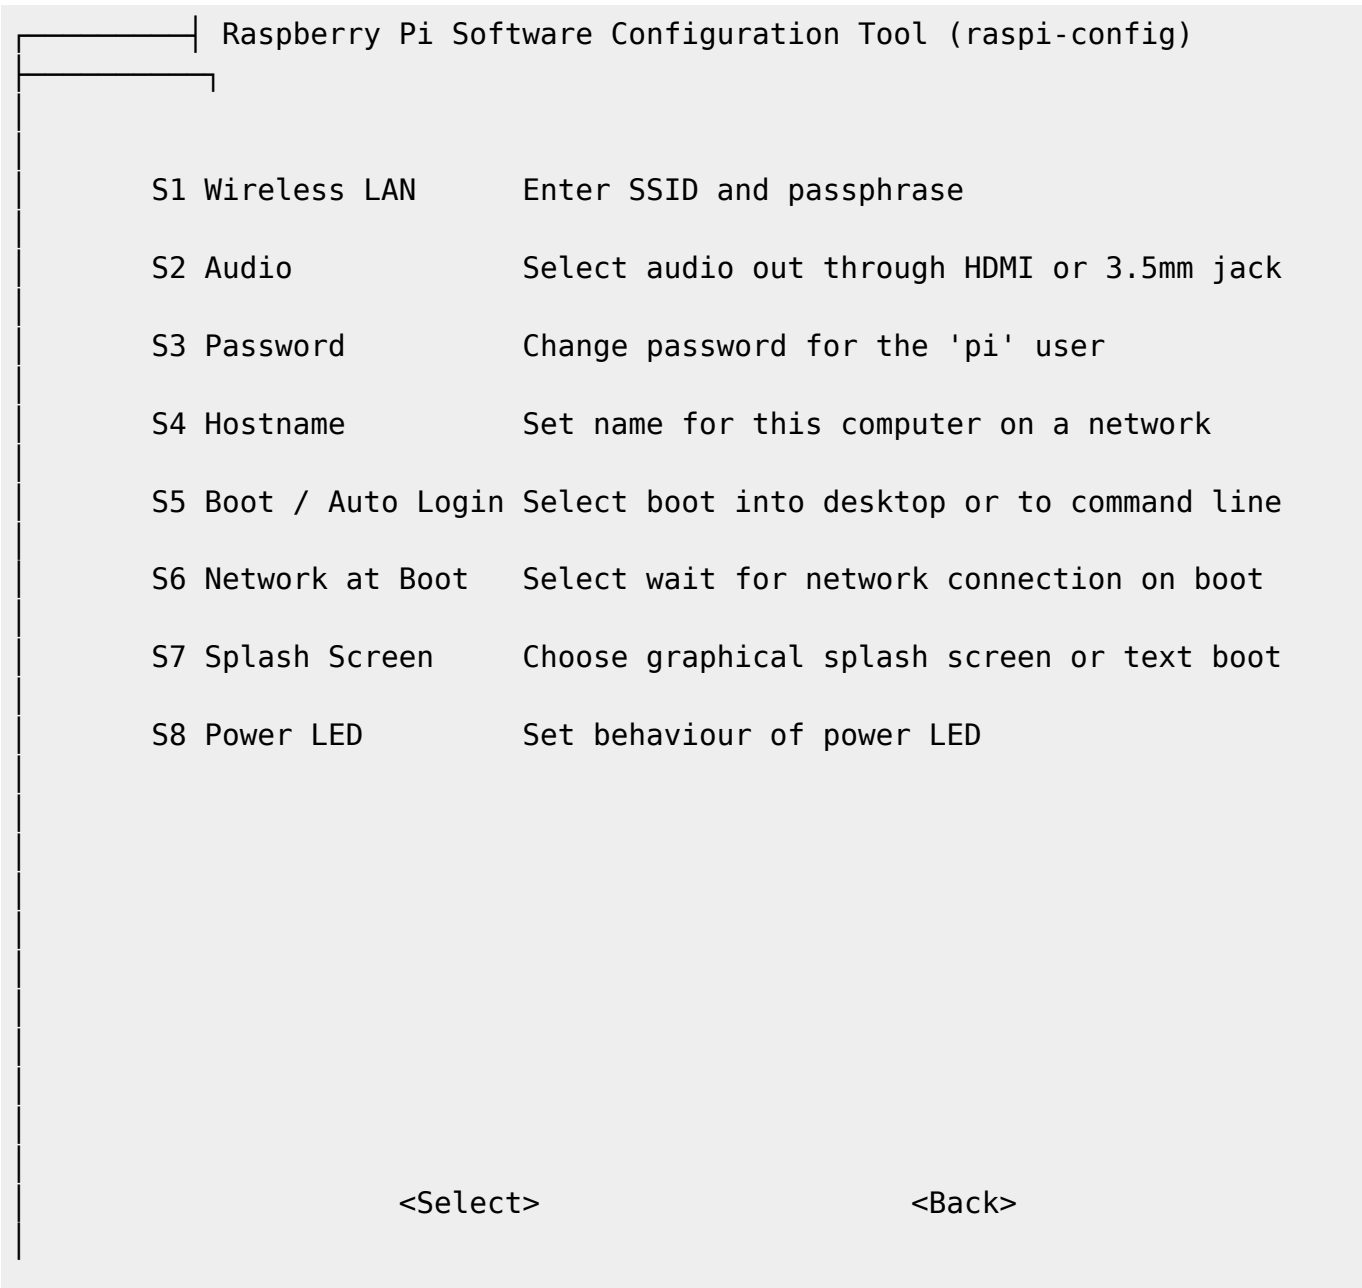 Raspberry Pi Software Configuration Tool (raspi-config)
S1 Wireless LAN Enter SSID and passphrase
S2 Audio Select audio out through HDMI or 3.5mm jack
S3 Password Change password for the 'pi' user
S4 Hostname Set name for this computer on a network
S5 Boot / Auto Login Select boot into desktop or to command line
S6 Network at Boot Select wait for network connection on boot
S7 Splash Screen Choose graphical splash screen or text boot
S8 Power LED Set behaviour of power LED
<Select> <Back>